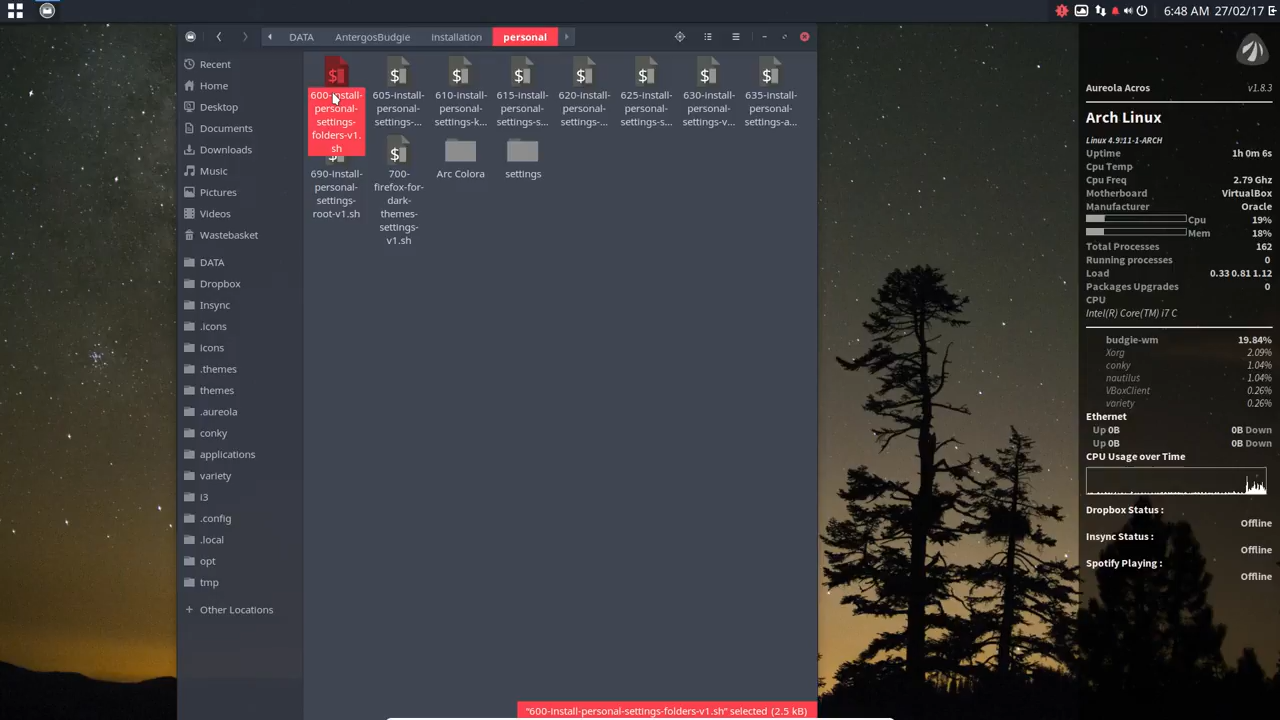 6:48 AM 27/02/17
DATA
AntergosBudgie
Installation
personal
Recent
Home
Desktop
Documents
Downloads
Music
Pictures
Videos
Wastebasket
DATA
Dropbox
Insync
.icons
icons
.themes
themes
.aureola
conky
applications
variety
i3
.config
.local
opt
tmp
Other Locations
600-install-
personal-
settings-
folders-v1.
sh
605-install-
personal-
settings-...
610-install-
personal-
settings-k...
615-install-
personal-
settings-s...
620-install-
personal-
settings-...
625-install-
personal-
settings-s...
630-install-
personal-
settings-v...
635-install-
personal-
settings-a...
690-install-
personal-
settings-
root-v1.sh
700-
firefox-for-
dark-
themes-
settings-
v1.sh
Arc Colora
settings
"600-install-personal-settings-folders-v1.sh" selected (2.5 kB)
Aureola Acros v1.8.3
Arch Linux
Linux 4.9.11-1-ARCH
Uptime 1h 0m 6s
Cpu Temp
Cpu Freq 2.79 Ghz
Motherboard VirtualBox
Manufacturer Oracle
Cpu 19%
Mem 18%
Total Processes 162
Running processes 0
Load 0.33 0.81 1.12
Packages Upgrades 0
CPU
Intel(R) Core(TM) i7 C
budgie-wm 19.84%
Xorg 2.09%
conky 1.04%
nautilus 1.04%
VBoxClient 0.26%
variety 0.26%
Ethernet
Up 0B 0B Down
Up 0B 0B Down
CPU Usage over Time
Dropbox Status :
Offline
Insync Status :
Offline
Spotify Playing :
Offline